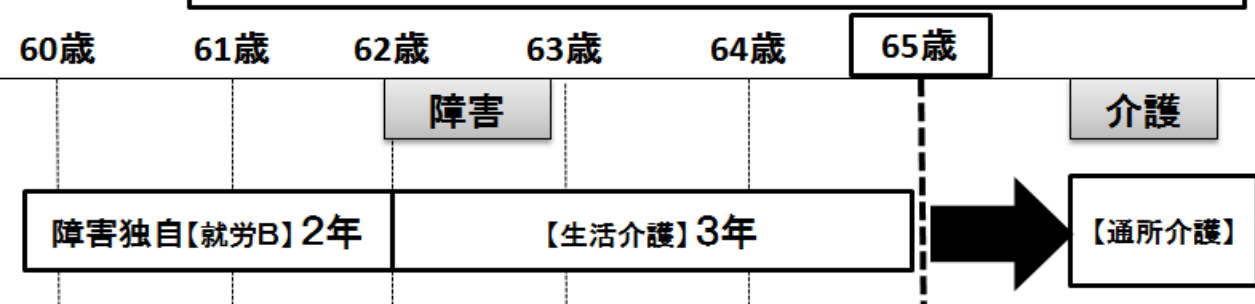 60歳 61歳 62歳 63歳 64歳 65歳
障害 介護
障害独自【就労B】2年 【生活介護】3年 【通所介護】